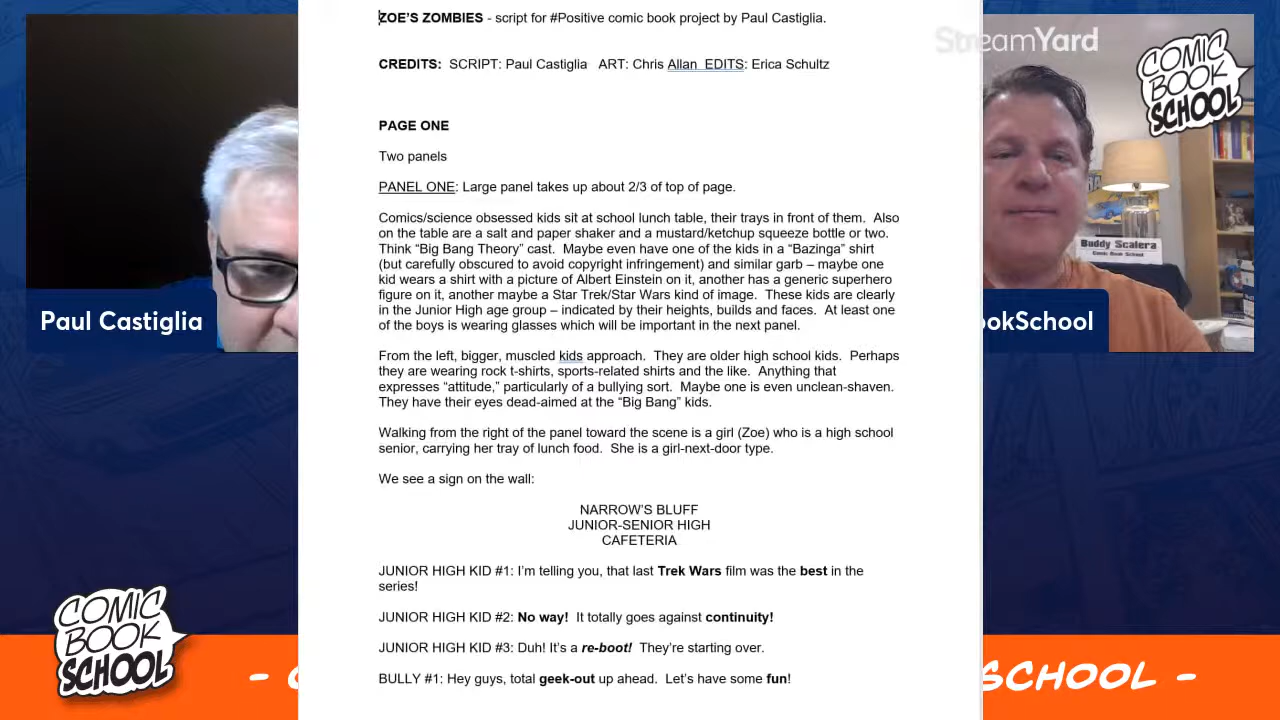 ZOE'S ZOMBIES - script for #Positive comic book project by Paul Castiglia.
StreamYard
COMIC
BOOK
SCHOOL
CREDITS: SCRIPT: Paul Castiglia ART: Chris Allan EDITS: Erica Schultz
PAGE ONE
Two panels
PANEL ONE: Large panel takes up about 2/3 of top of page.
Comics/science obsessed kids sit at school lunch table, their trays in front of them. Also
on the table are a salt and paper shaker and a mustard/ketchup squeeze bottle or two.
Think "Big Bang Theory" cast. Maybe even have one of the kids in a "Bazinga" shirt
(but carefully obscured to avoid copyright infringement) and similar garb – maybe one
kid wears a shirt with a picture of Albert Einstein on it, another has a generic superhero
figure on it, another maybe a Star Trek/Star Wars kind of image. These kids are clearly
in the Junior High age group – indicated by their heights, builds and faces. At least one
of the boys is wearing glasses which will be important in the next panel.
Buddy Scalera
Comic Book School
Paul Castiglia
ookSchool
From the left, bigger, muscled kids approach. They are older high school kids. Perhaps
they are wearing rock t-shirts, sports-related shirts and the like. Anything that
expresses "attitude," particularly of a bullying sort. Maybe one is even unclean-shaven.
They have their eyes dead-aimed at the "Big Bang" kids.
Walking from the right of the panel toward the scene is a girl (Zoe) who is a high school
senior, carrying her tray of lunch food. She is a girl-next-door type.
We see a sign on the wall:
NARROW'S BLUFF
JUNIOR-SENIOR HIGH
CAFETERIA
JUNIOR HIGH KID #1: I'm telling you, that last Trek Wars film was the best in the
series!
JUNIOR HIGH KID #2: No way! It totally goes against continuity!
JUNIOR HIGH KID #3: Duh! It's a re-boot! They're starting over.
BULLY #1: Hey guys, total geek-out up ahead. Let's have some fun!
COMIC
BOOK
SCHOOL
- C
SCHOOL -